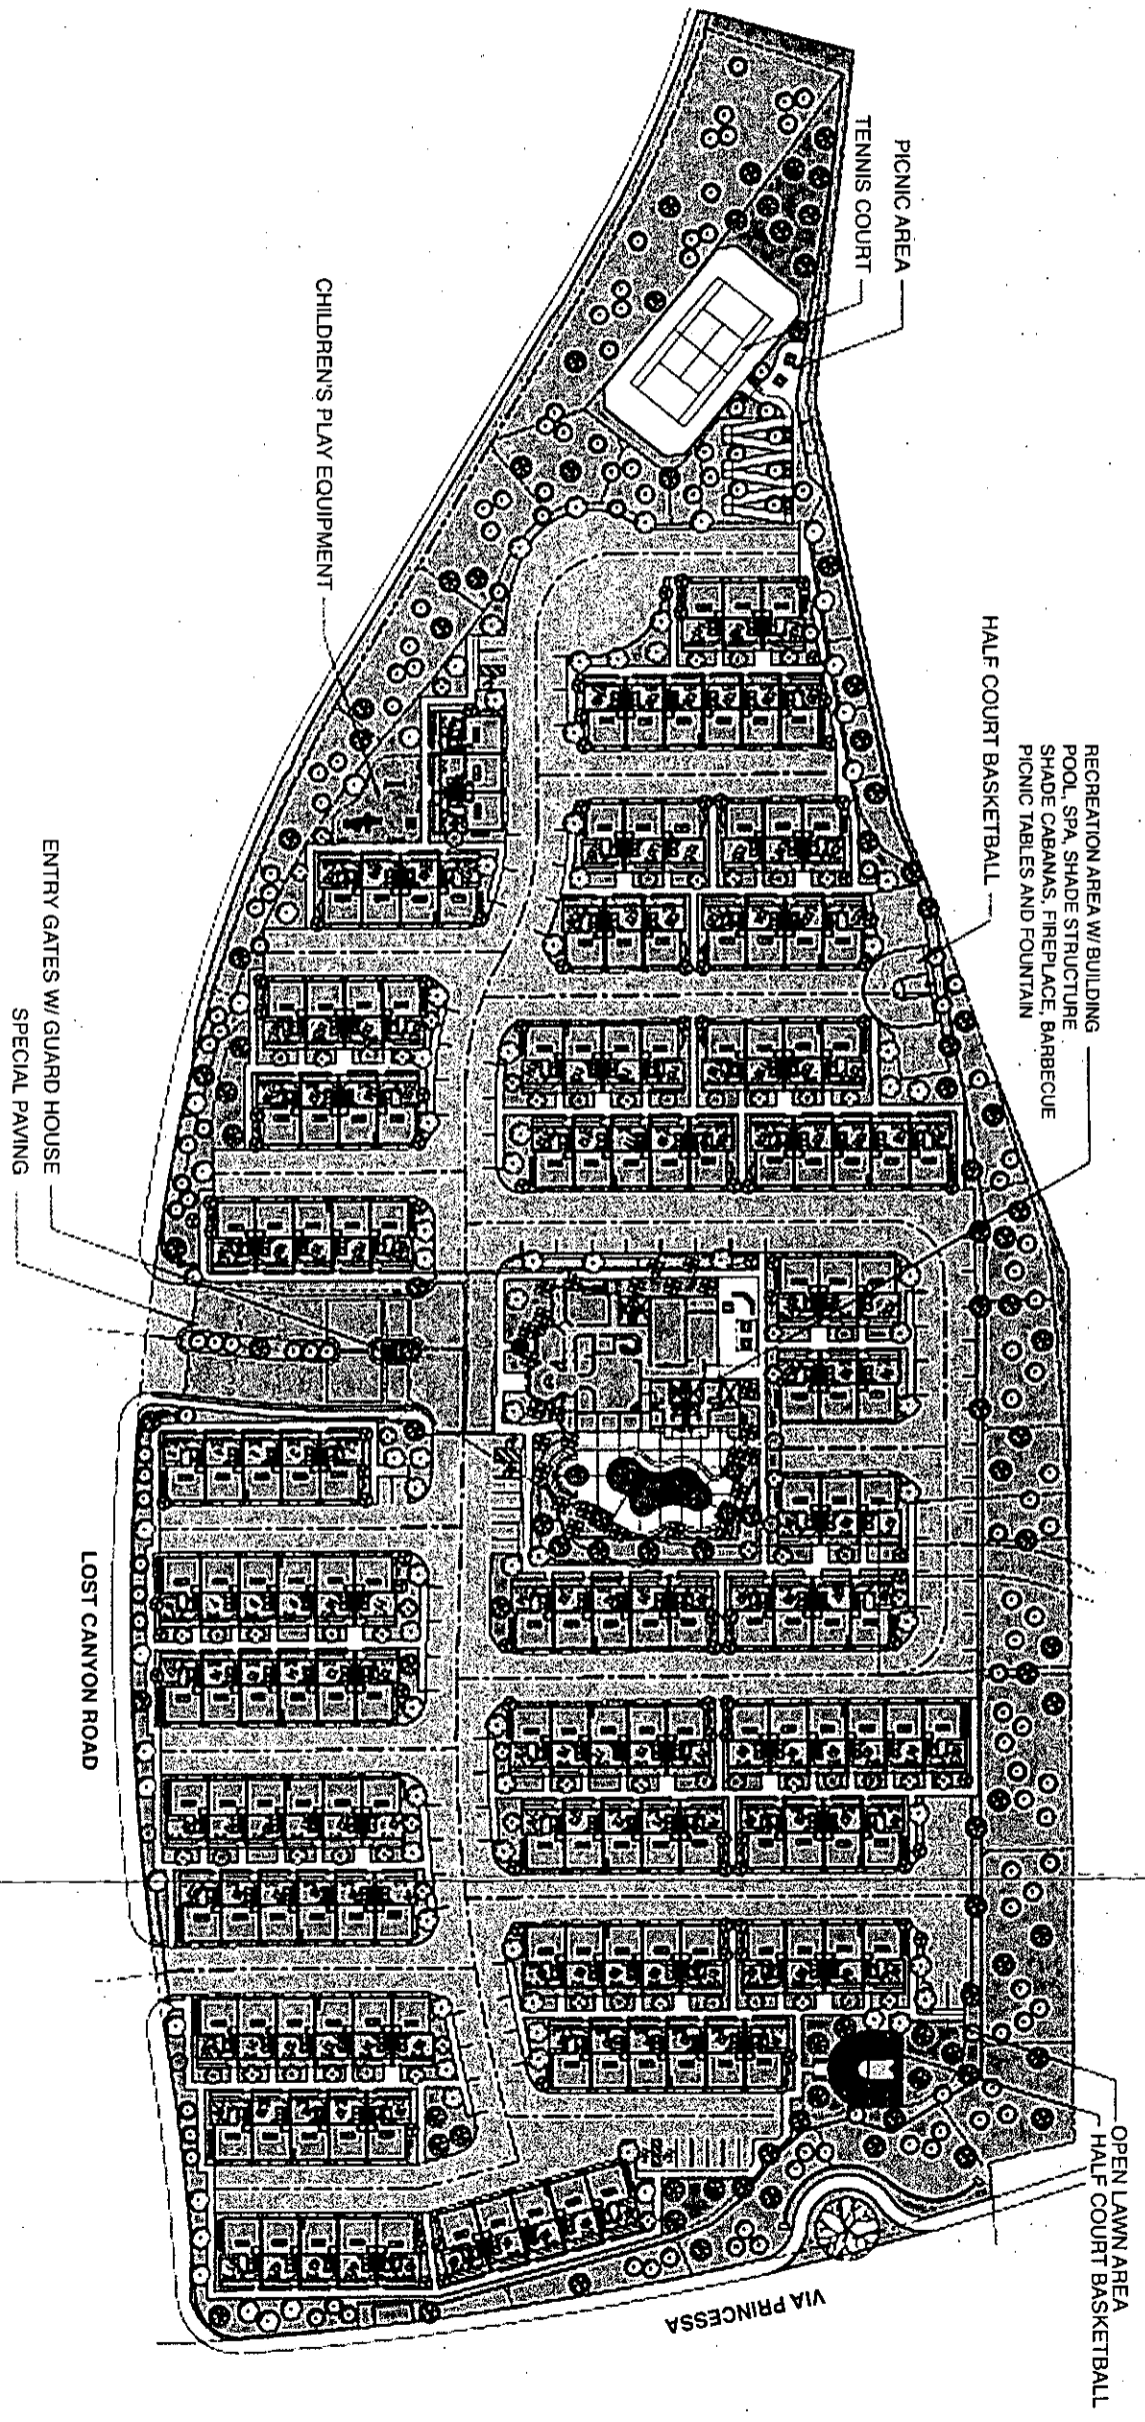 PICNIC AREA
TENNIS COURT
CHILDREN'S PLAY EQUIPMENT
HALF COURT BASKETBALL
RECREATION AREA W/ BUILDING
POOL, SPA, SHADE STRUCTURE
SHADE CABANAS, FIREPLACE, BARBECUE
PICNIC TABLES AND FOUNTAIN
ENTRY GATES W/ GUARD HOUSE
SPECIAL PAVING
LOST CANYON ROAD
OPEN LAWN AREA
HALF COURT BASKETBALL
VIA PRINCESSA